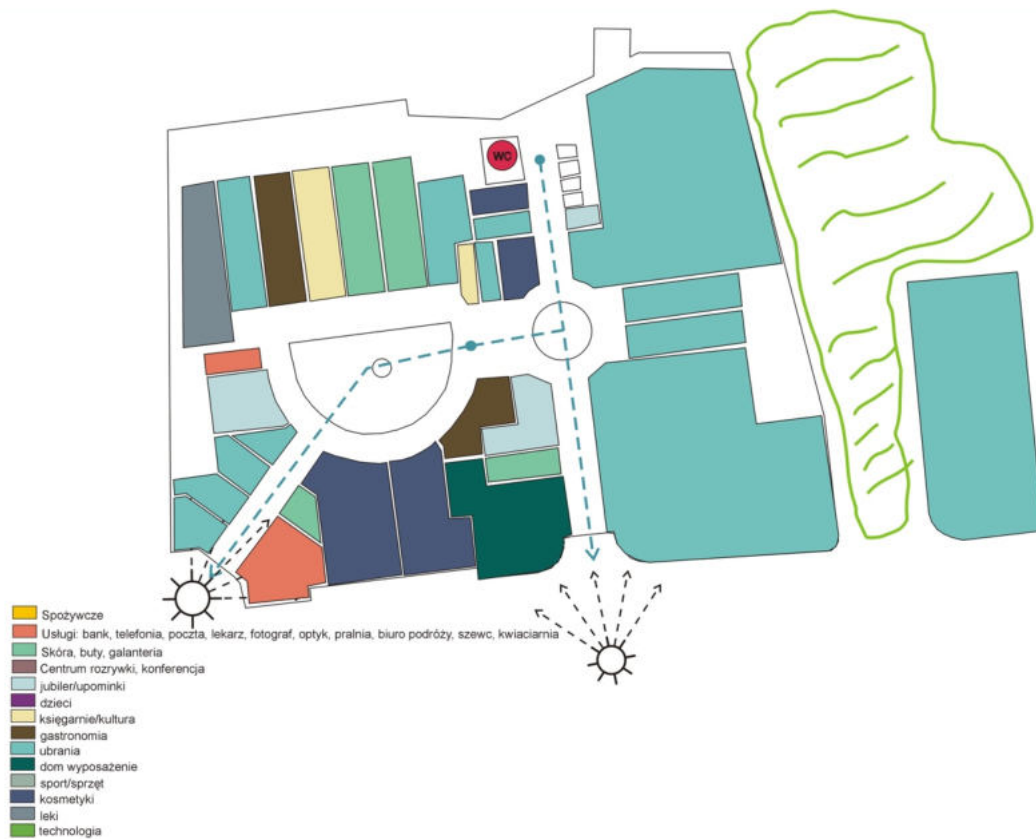 WC
Spożywcze
Usługi: bank, telefonia, poczta, lekarz, fotograf, optyk, pralnia, biuro podróży, szewc, kwiaciarnia
Skóra, buty, galanteria
Centrum rozrywki, konferencja
jubiler/upominki
dzieci
księgarnie/kultura
gastronomia
ubrania
dom wyposażenie
sport/sprzęt
kosmetyki
leki
technologia